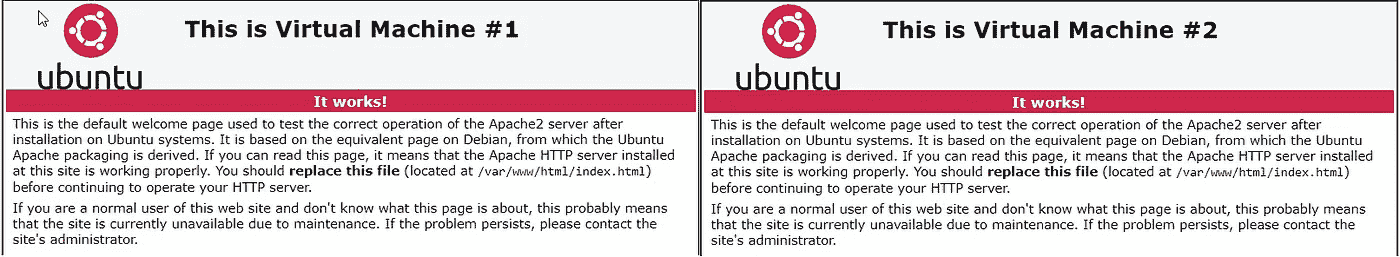 This is Virtual Machine #1
ubuntu
It works!
This is the default welcome page used to test the correct operation of the Apache2 server after
installation on Ubuntu systems. It is based on the equivalent page on Debian, from which the Ubuntu
Apache packaging is derived. If you can read this page, it means that the Apache HTTP server installed
at this site is working properly. You should replace this file (located at /var/www/html/index.html)
before continuing to operate your HTTP server.
If you are a normal user of this web site and don't know what this page is about, this probably means
that the site is currently unavailable due to maintenance. If the problem persists, please contact the
site's administrator.
This is Virtual Machine #2
ubuntu
It works!
This is the default welcome page used to test the correct operation of the Apache2 server after
installation on Ubuntu systems. It is based on the equivalent page on Debian, from which the Ubuntu
Apache packaging is derived. If you can read this page, it means that the Apache HTTP server installed
at this site is working properly. You should replace this file (located at /var/www/html/index.html)
before continuing to operate your HTTP server.
If you are a normal user of this web site and don't know what this page is about, this probably means
that the site is currently unavailable due to maintenance. If the problem persists, please contact the
site's administrator.